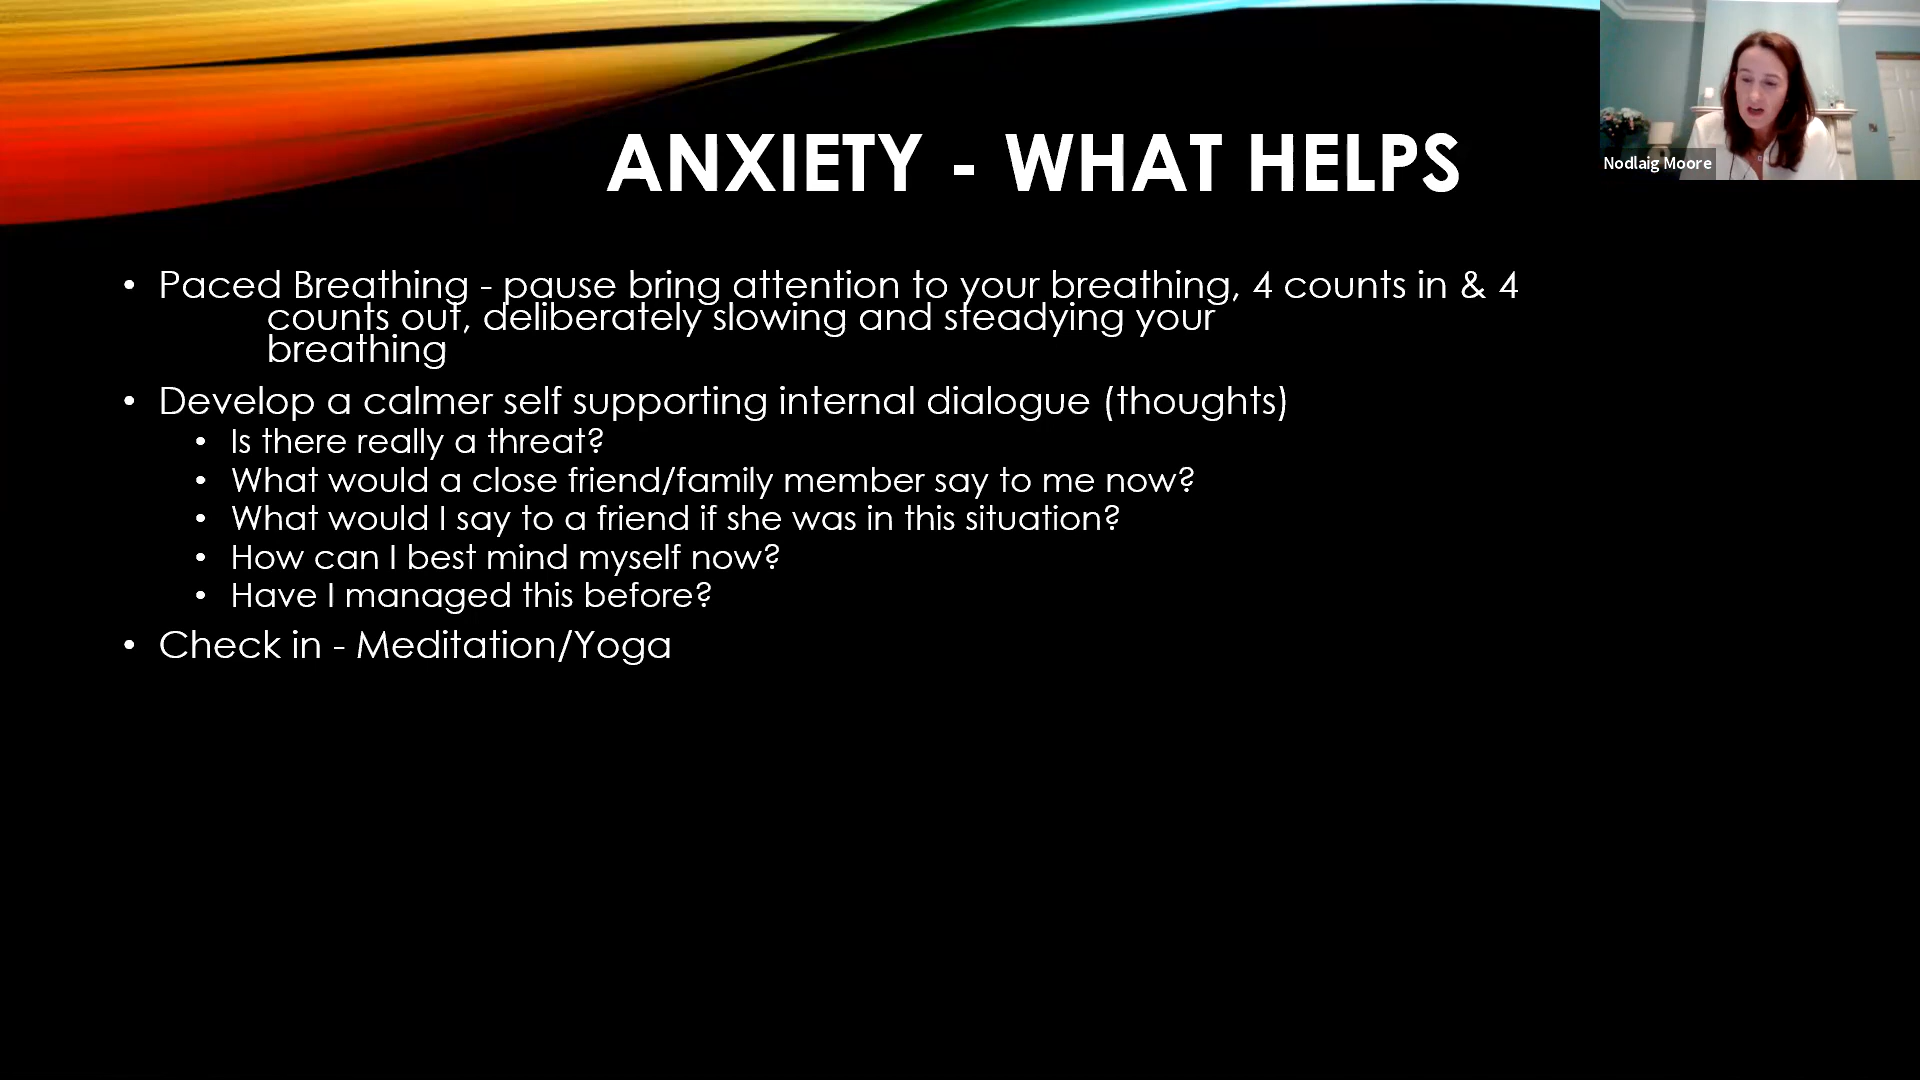 ANXIETY - WHAT HELPS
Nodlaig Moore
• Paced Breathing - pause bring attention to your breathing, 4 counts in & 4
counts out, deliberately slowing and steadying your
breathing
• Develop a calmer self supporting internal dialogue (thoughts)
• Is there really a threat?
• What would a close friend/family member say to me now?
• What would I say to a friend if she was in this situation?
• How can I best mind myself now?
• Have I managed this before?
• Check in - Meditation/Yoga